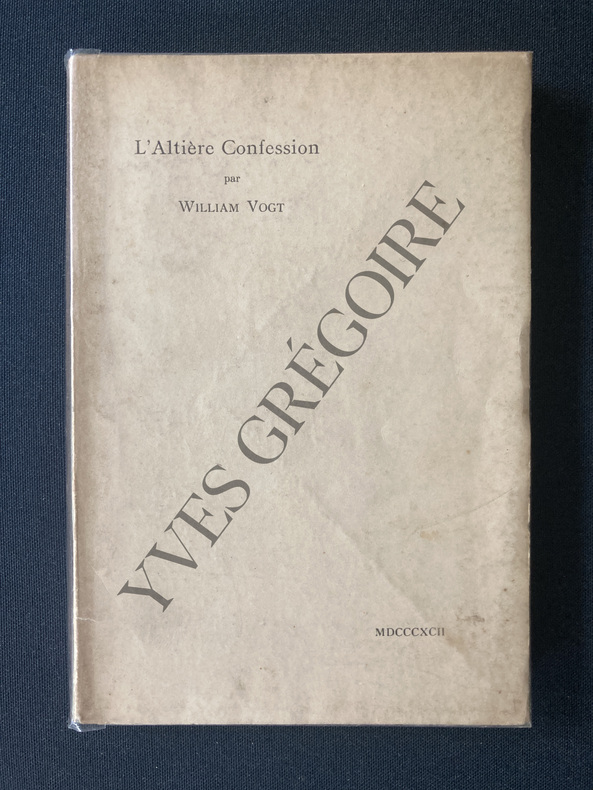 L'Altière Confession
par
WILLIAM VOGT
YVES GRÉGOIRE
MDCCCXCII